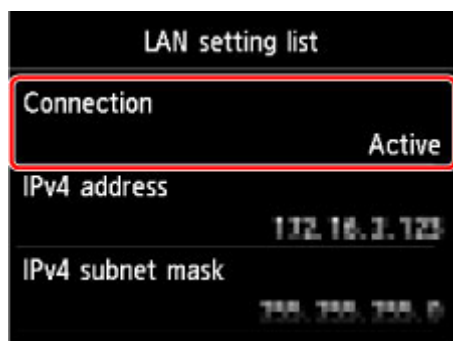 LAN setting list
Connection
Active
IPv4 address
IPv4 subnet mask